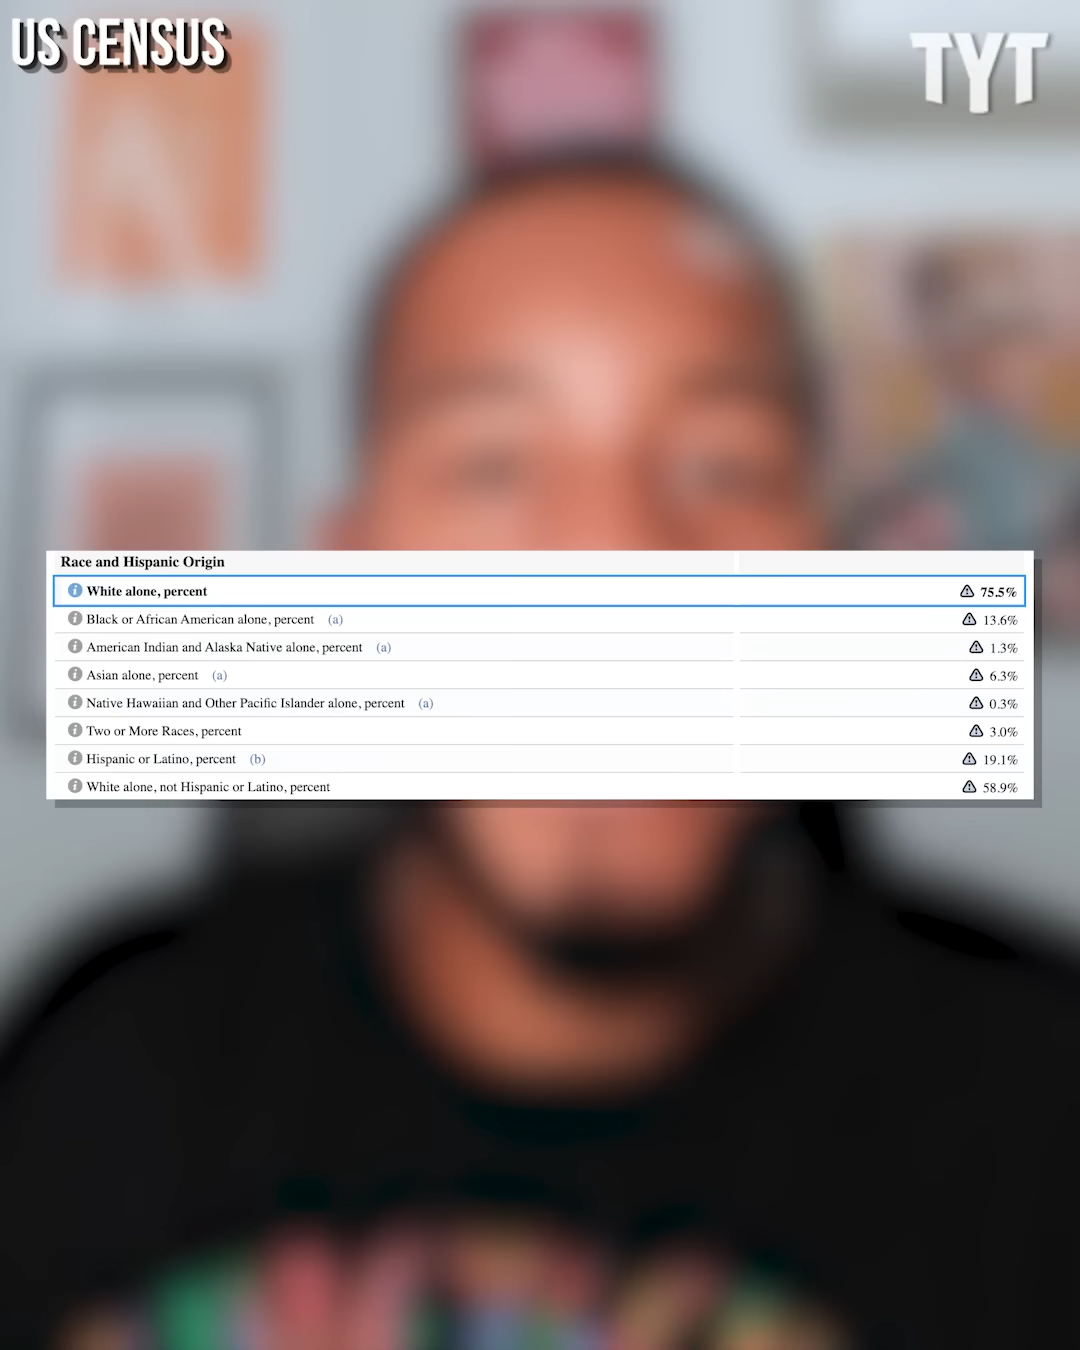 US CENSUS
TYT
Race and Hispanic Origin
White alone, percent 75.5%
Black or African American alone, percent (a) 13.6%
American Indian and Alaska Native alone, percent (a) 1.3%
Asian alone, percent (a) 6.3%
Native Hawaiian and Other Pacific Islander alone, percent (a) 0.3%
Two or More Races, percent 3.0%
Hispanic or Latino, percent (b) 19.1%
White alone, not Hispanic or Latino, percent 58.9%